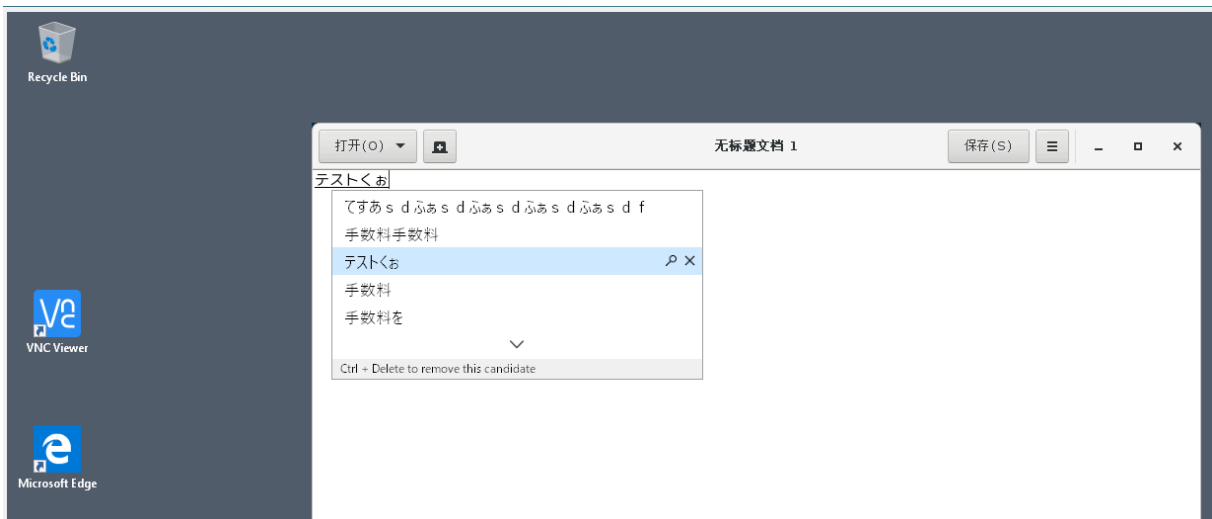 Recycle Bin
打开(O)
无标题文档 1
保存(S)
テストくぉ
てすあｓｄふぁｓｄふぁｓｄふぁｓｄふぁｓｄｆ
手数料手数料
テストくぉ
手数料
手数料を
Ctrl + Delete to remove this candidate
VNC Viewer
Microsoft Edge